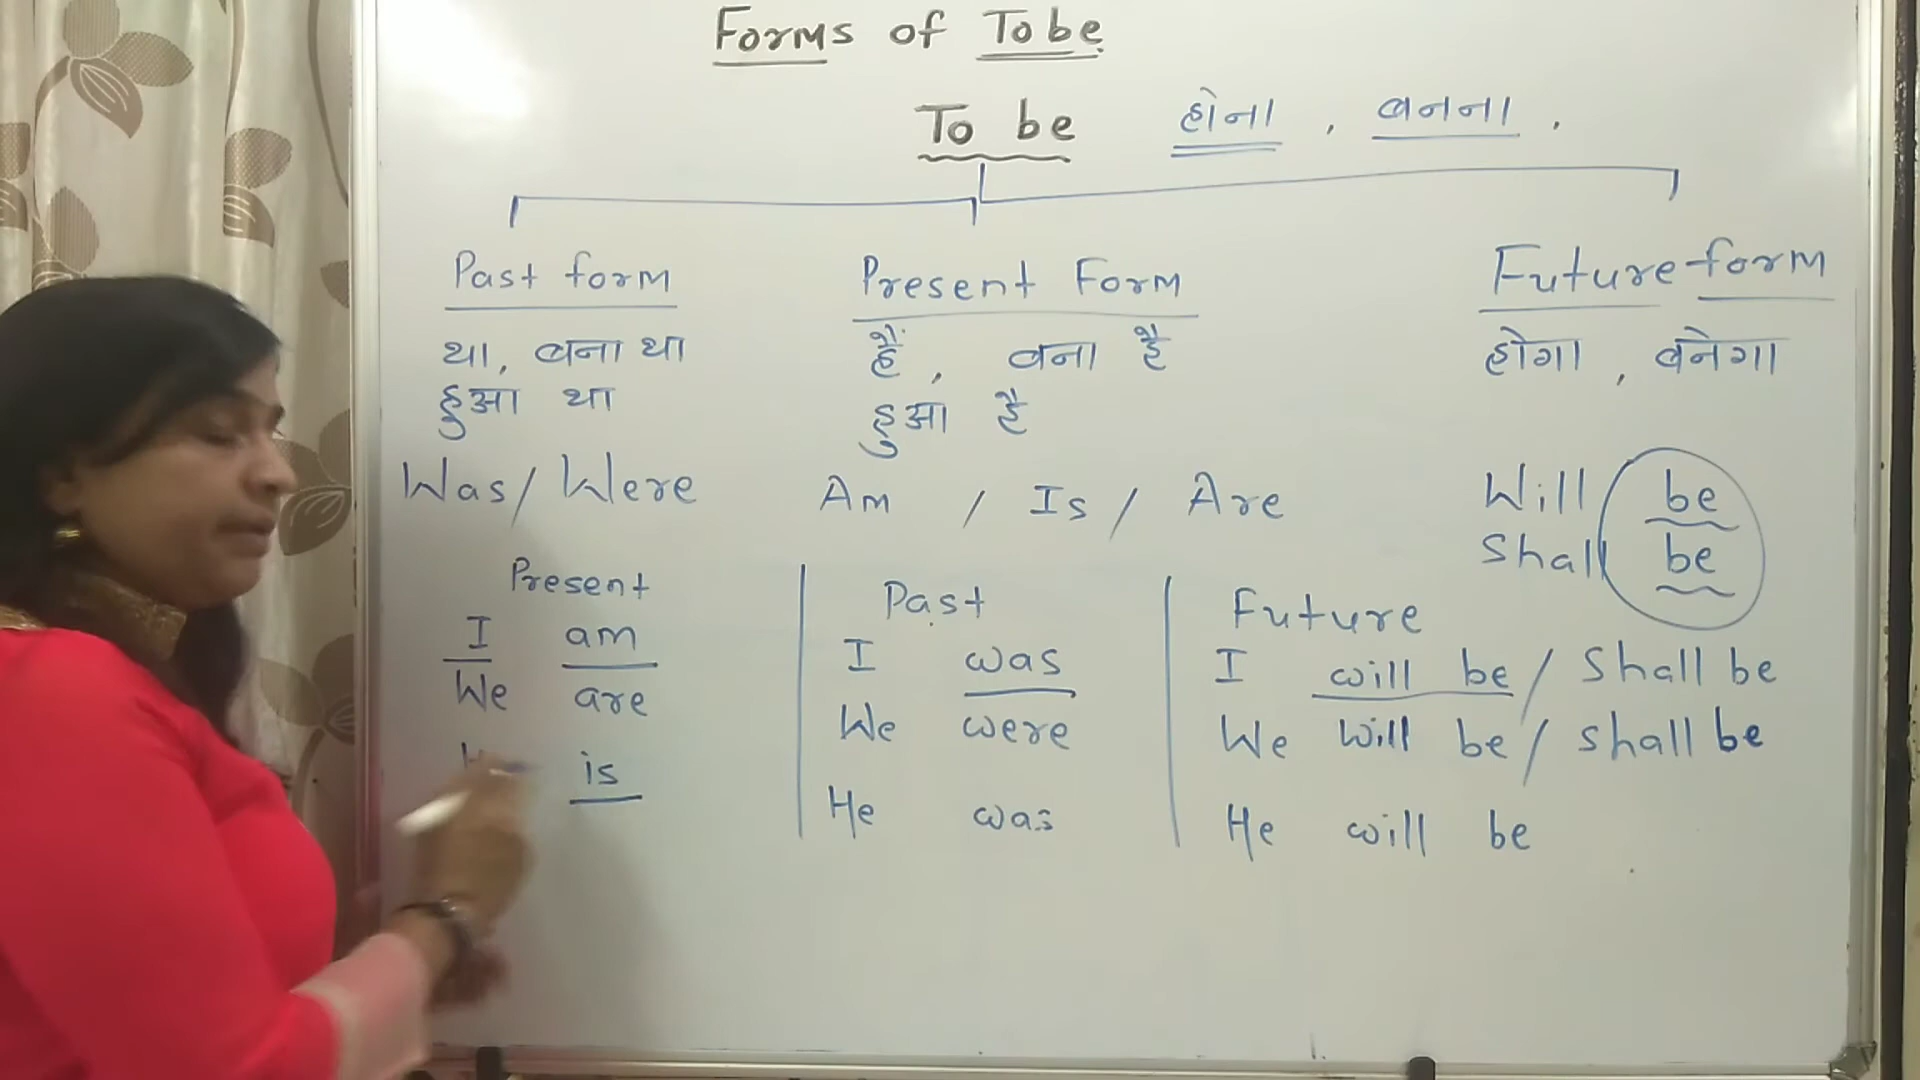 Forms of To be.
To be होना , बनना .
Past form Present Form Future form
था, बना था हैं , बना है होगा , बनेगा
हुआ था हुआ है
Was/ Were Am / Is / Are Will be
Shall be
Present Past Future
I am I was I will be / Shall be
We are We were We will be / shall be
is He was He will be